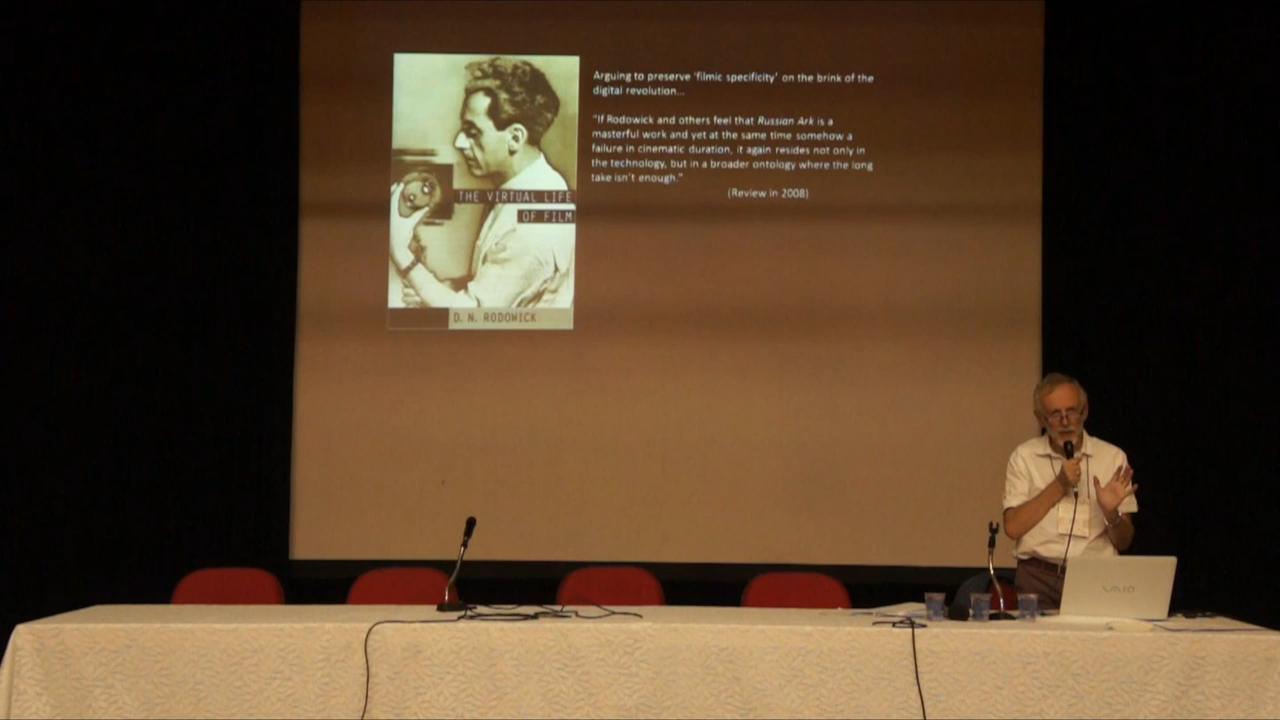 Arguing to preserve 'filmic specificity' on the brink of the
digital revolution...
"If Rodowick and others feel that Russian Ark is a
masterful work and yet at the same time somehow a
failure in cinematic duration, it again resides not only in
the technology, but in a broader ontology where the long
take isn't enough."
(Review in 2008)
THE VIRTUAL LIFE
OF FILM
D. N. RODOWICK
VAIO